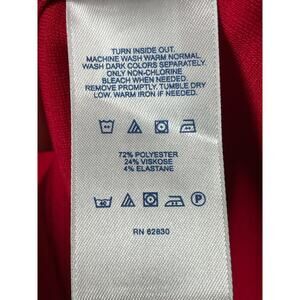 TURN INSIDE OUT.
MACHINE WASH WARM NORMAL.
WASH DARK COLORS SEPARATELY.
ONLY NON-CHLORINE
BLEACH WHEN NEEDED.
REMOVE PROMPTLY. TUMBLE DRY
LOW. WARM IRON IF NEEDED.
72% POLYESTER
24% VISKOSE
4% ELASTANE
40
P
RN 62830